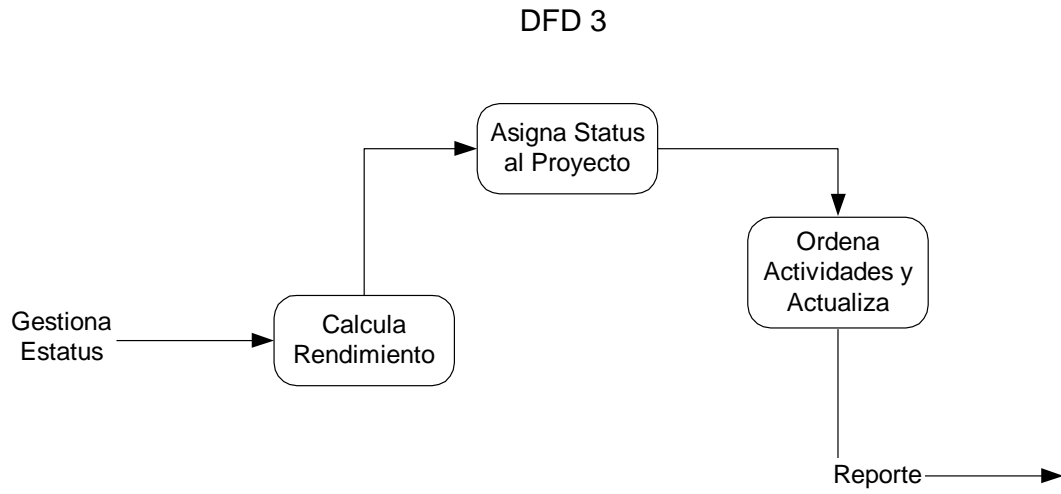 DFD 3
Asigna Status
al Proyecto
Ordena
Actividades y
Actualiza
Gestiona
Estatus
Calcula
Rendimiento
Reporte